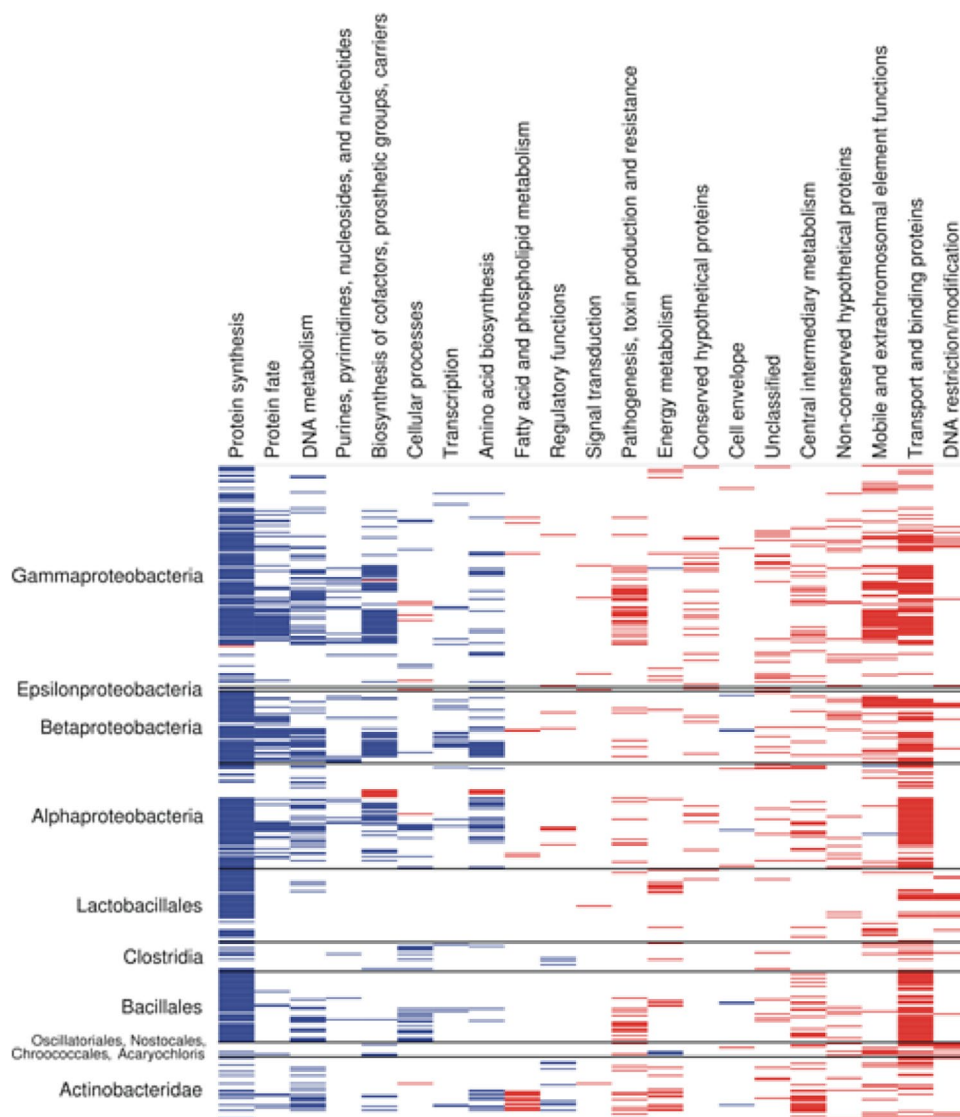 Protein synthesis
Protein fate
DNA metabolism
Purines, pyrimidines, nucleosides, and nucleotides
Biosynthesis of cofactors, prosthetic groups, carriers
Cellular processes
Transcription
Amino acid biosynthesis
Fatty acid and phospholipid metabolism
Regulatory functions
Signal transduction
Pathogenesis, toxin production and resistance
Energy metabolism
Conserved hypothetical proteins
Cell envelope
Unclassified
Central intermediary metabolism
Non-conserved hypothetical proteins
Mobile and extrachromosomal element functions
Transport and binding proteins
DNA restriction/modification
Gammaproteobacteria
Epsilonproteobacteria
Betaproteobacteria
Alphaproteobacteria
Lactobacillales
Clostridia
Bacillales
Oscillatoriales, Nostocales,
Chroococcales, Acaryochloris
Actinobacteridae